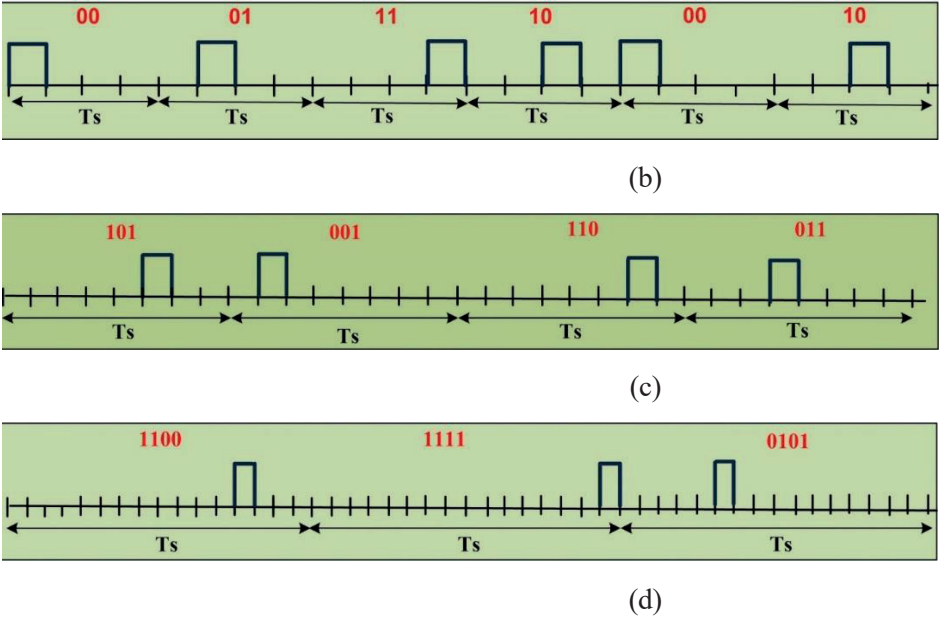 00 01 11 10 00 10
Ts Ts Ts Ts Ts Ts
(b)
101 001 110 011
Ts Ts Ts Ts
(c)
1100 1111 0101
Ts Ts Ts
(d)